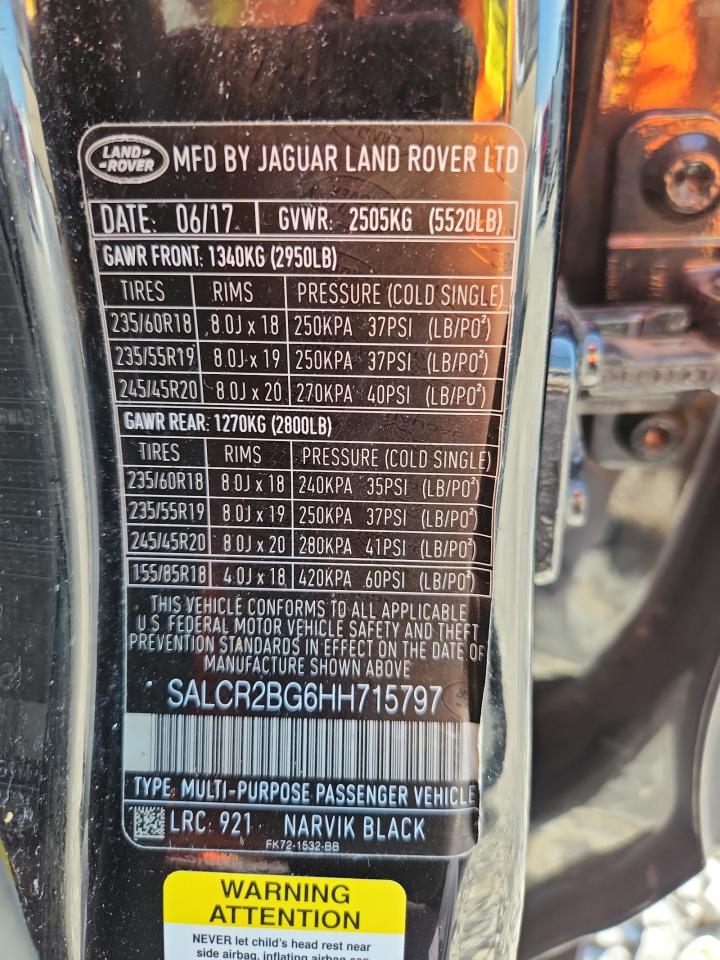 LAND-
-ROVER
MFD BY JAGUAR LAND ROVER LTD
DATE: 06/17 GVWR: 2505KG (5520LB)
GAWR FRONT: 1340KG (2950LB)
TIRES RIMS PRESSURE (COLD SINGLE)
235/60R18 8.0J x 18 250KPA 37PSI (LB/PO²)
235/55R19 8.0J x 19 250KPA 37PSI (LB/PO²)
245/45R20 8.0J x 20 270KPA 40PSI (LB/PO²)
GAWR REAR: 1270KG (2800LB)
TIRES RIMS PRESSURE (COLD SINGLE)
235/60R18 8.0J x 18 240KPA 35PSI (LB/PO²)
235/55R19 8.0J x 19 250KPA 37PSI (LB/PO²)
245/45R20 8.0J x 20 280KPA 41PSI (LB/PO²)
155/85R18 4.0J x 18 420KPA 60PSI (LB/PO²)
THIS VEHICLE CONFORMS TO ALL APPLICABLE
U.S. FEDERAL MOTOR VEHICLE SAFETY AND THEFT
PREVENTION STANDARDS IN EFFECT ON THE DATE OF
MANUFACTURE SHOWN ABOVE
SALCR2BG6HH715797
TYPE: MULTI-PURPOSE PASSENGER VEHICLE
LRC: 921 NARVIK BLACK
FK72-1532-BB
WARNING
ATTENTION
NEVER let child's head rest near
side airbag, inflating airbag can